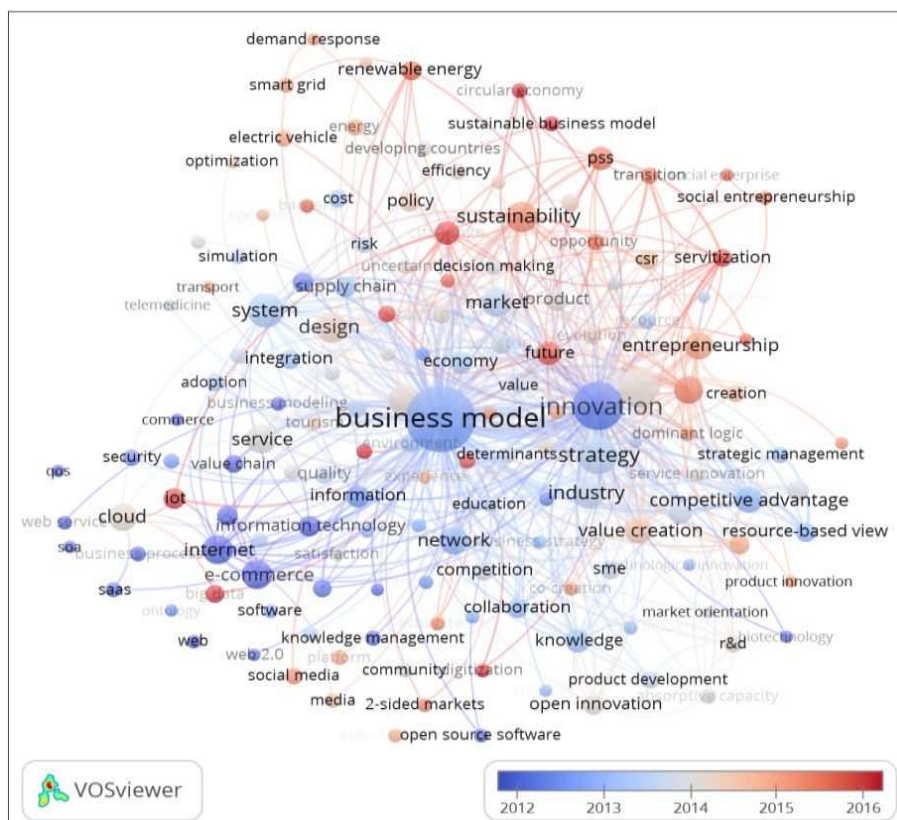 demand response
renewable energy
smart grid
circular economy
sustainable business model
electric vehicle
energy
developing countries
optimization
efficiency
pss
transition
social entrepreneurship
cost
policy
sustainability
simulation
risk
opportunity
csr
servitization
decision making
transport
supply chain
telemedicine
system
market
product
design
resource
evolution
integration
economy
future
entrepreneurship
adoption
value
creation
business modeling
commerce
tourism
business model
innovation
dominant logic
service
environment
security
value chain
determinants
strategy
strategic management
qos
quality
experience
service innovation
iot
information
education
industry
competitive advantage
web service
cloud
information technology
value creation
resource-based view
soa
business process
internet
satisfaction
network
business strategy
sme
technological innovation
e-commerce
competition
product innovation
saas
big data
co-creation
ontology
software
collaboration
market orientation
web
knowledge management
knowledge
r&d
biotechnology
web 2.0
platform
social media
community
digitization
product development
absorptive capacity
media
2-sided markets
open innovation
open source software
VOSviewer
2012 2013 2014 2015 2016